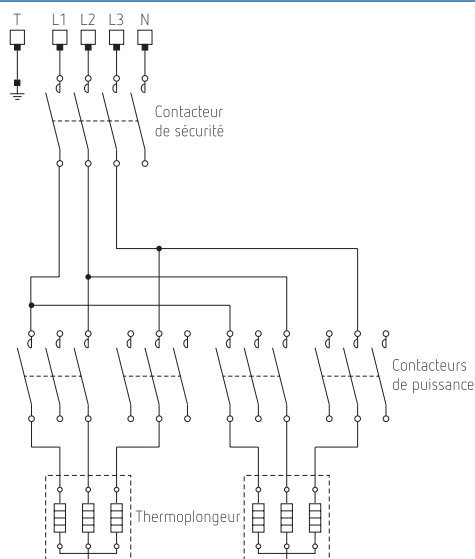 T L1 L2 L3 N
Contacteur
de sécurité
Contacteurs
de puissance
Thermoplongeur